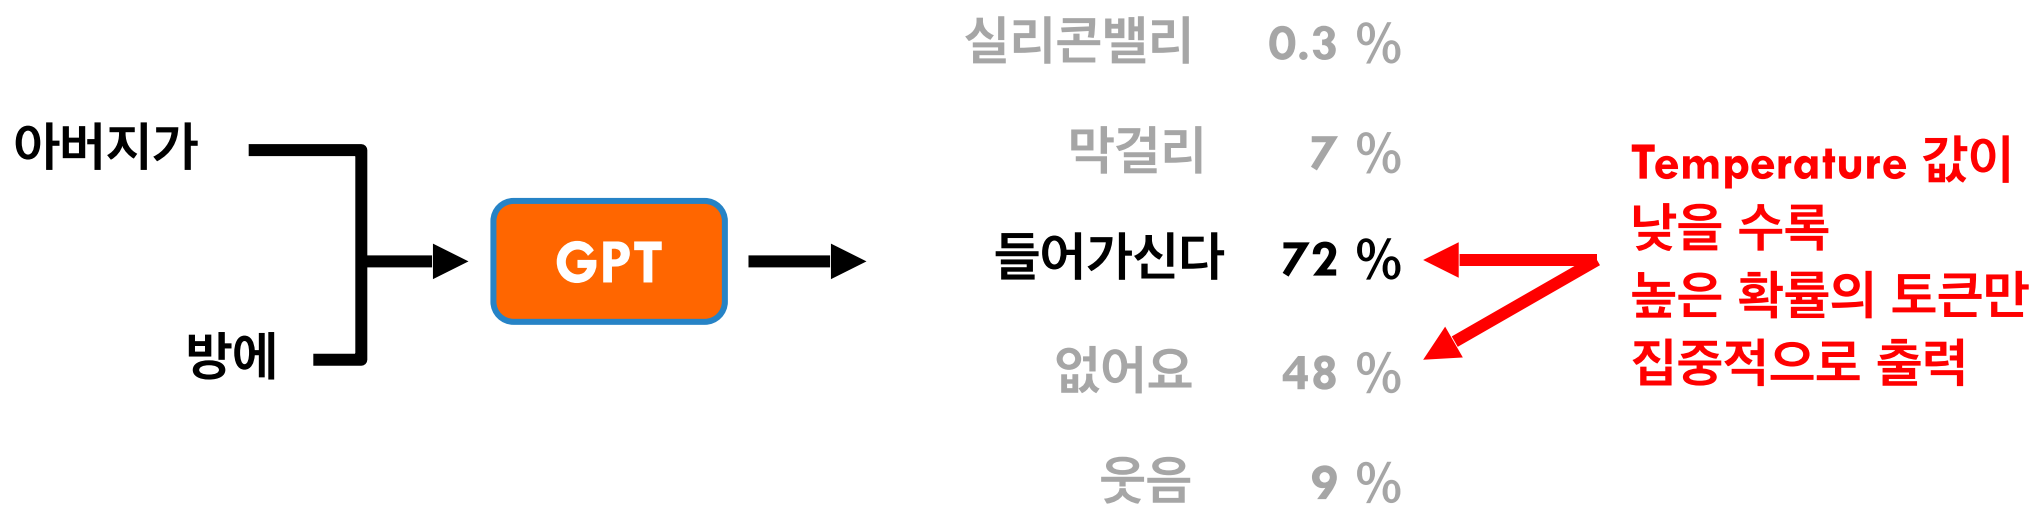 아버지가
방에
GPT
실리콘밸리 0.3 %
막걸리 7 %
들어가신다 72 %
없어요 48 %
웃음 9 %
Temperature 값이
낮을 수록
높은 확률의 토큰만
집중적으로 출력